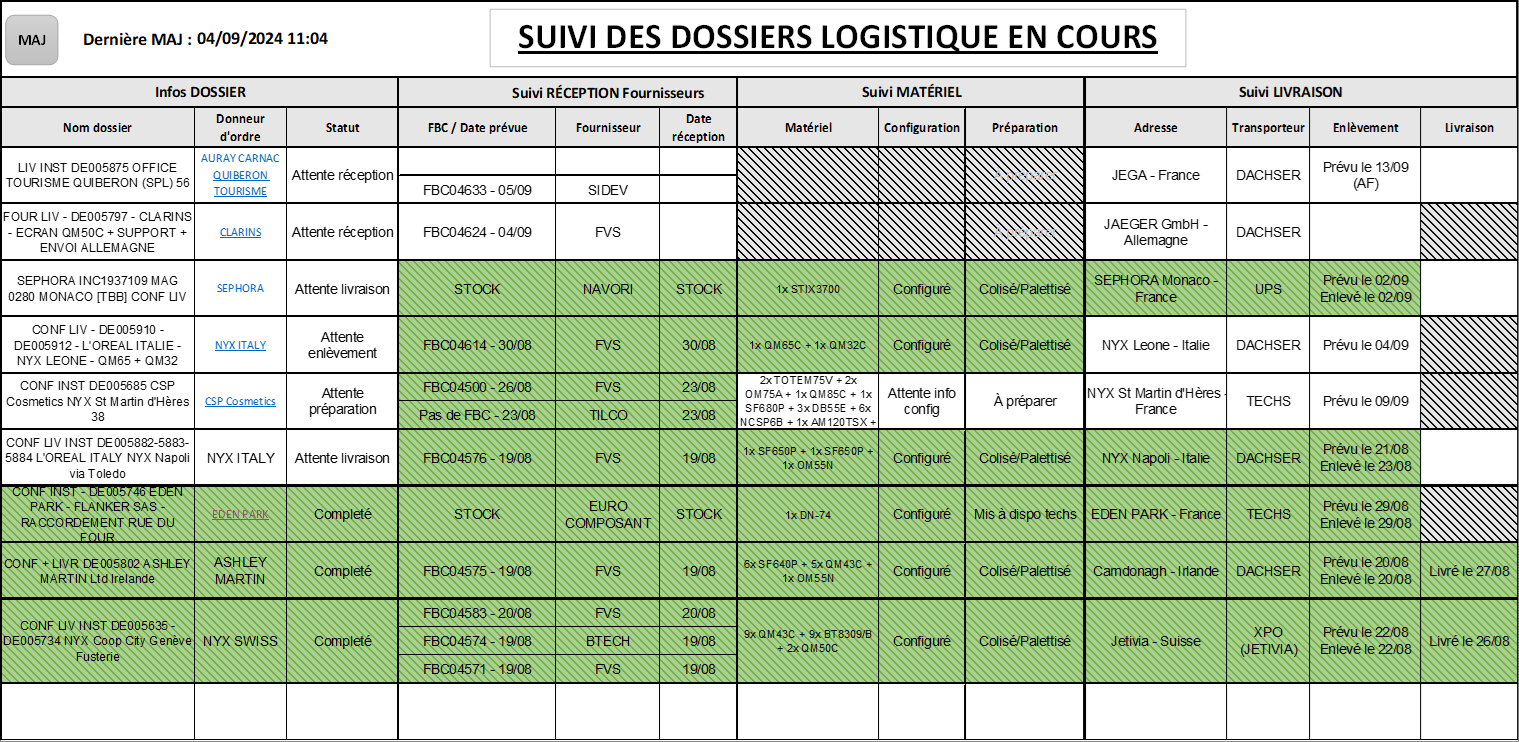 MAJ
Dernière MAJ : 04/09/2024 11:04
SUIVI DES DOSSIERS LOGISTIQUE EN COURS
Infos DOSSIER
Suivi RÉCEPTION Fournisseurs
Suivi MATÉRIEL
Suivi LIVRAISON
Nom dossier
Donneur
d'ordre
Statut
FBC / Date prévue
Fournisseur
Date
réception
Matériel
Configuration
Préparation
Adresse
Transporteur
Enlèvement
Livraison
LIV INST DE005875 OFFICE
TOURISME QUIBERON (SPL) 56
AURAY CARNAC
QUIBERON
TOURISME
Attente réception
FBC04633 - 05/09
SIDEV
JEGA - France
DACHSER
Prévu le 13/09
(AF)
FOUR LIV - DE005797 - CLARINS
- ECRAN QM50C + SUPPORT +
ENVOI ALLEMAGNE
CLARINS
Attente réception
FBC04624 - 04/09
FVS
JAEGER GmbH -
Allemagne
DACHSER
SEPHORA INC1937109 MAG
0280 MONACO [TBB] CONF LIV
SEPHORA
Attente livraison
STOCK
NAVORI
STOCK
1x STIX3700
Configuré
Colisé/Palettisé
SEPHORA Monaco -
France
UPS
Prévu le 02/09
Enlevé le 02/09
CONF LIV - DE005910 -
DE005912 - L'OREAL ITALIE -
NYX LEONE - QM65 + QM32
NYX ITALY
Attente
enlèvement
FBC04614 - 30/08
FVS
30/08
1x QM65C + 1x QM32C
Configuré
Colisé/Palettisé
NYX Leone - Italie
DACHSER
Prévu le 04/09
CONF INST DE005685 CSP
Cosmetics NYX St Martin d'Hères
38
CSP Cosmetics
Attente
préparation
FBC04500 - 26/08
FVS
23/08
Pas de FBC - 23/08
TILCO
23/08
2x TOTEM75V + 2x
OM75A + 1x QM85C + 1x
SF680P + 3x DB55E + 6x
NCSP6B + 1x AM120TSX +
Attente info
config
À préparer
NYX St Martin d'Hères -
France
TECHS
Prévu le 09/09
CONF LIV INST DE005882-5883-
5884 L'OREAL ITALY NYX Napoli
via Toledo
NYX ITALY
Attente livraison
FBC04576 - 19/08
FVS
19/08
1x SF650P + 1x SF650P +
1x OM55N
Configuré
Colisé/Palettisé
NYX Napoli - Italie
DACHSER
Prévu le 21/08
Enlevé le 23/08
CONF INST - DE005746 EDEN
PARK - FLANKER SAS -
RACCORDEMENT RUE DU
FOUR
EDEN PARK
Completé
STOCK
EURO
COMPOSANT
STOCK
1x DN-74
Configuré
Mis à dispo techs
EDEN PARK - France
TECHS
Prévu le 29/08
Enlevé le 29/08
CONF + LIVR DE005802 ASHLEY
MARTIN Ltd Irelande
ASHLEY
MARTIN
Completé
FBC04575 - 19/08
FVS
19/08
6x SF640P + 5x QM43C +
1x OM55N
Configuré
Colisé/Palettisé
Carndonagh - Irlande
DACHSER
Prévu le 20/08
Enlevé le 20/08
Livré le 27/08
CONF LIV INST DE005635 -
DE005734 NYX Coop City Genève
Fusterie
NYX SWISS
Completé
FBC04583 - 20/08
FVS
20/08
FBC04574 - 19/08
BTECH
19/08
FBC04571 - 19/08
FVS
19/08
9x QM43C + 9x BT8309/B
+ 2x QM50C
Configuré
Colisé/Palettisé
Jetivia - Suisse
XPO
(JETIVIA)
Prévu le 22/08
Enlevé le 22/08
Livré le 26/08